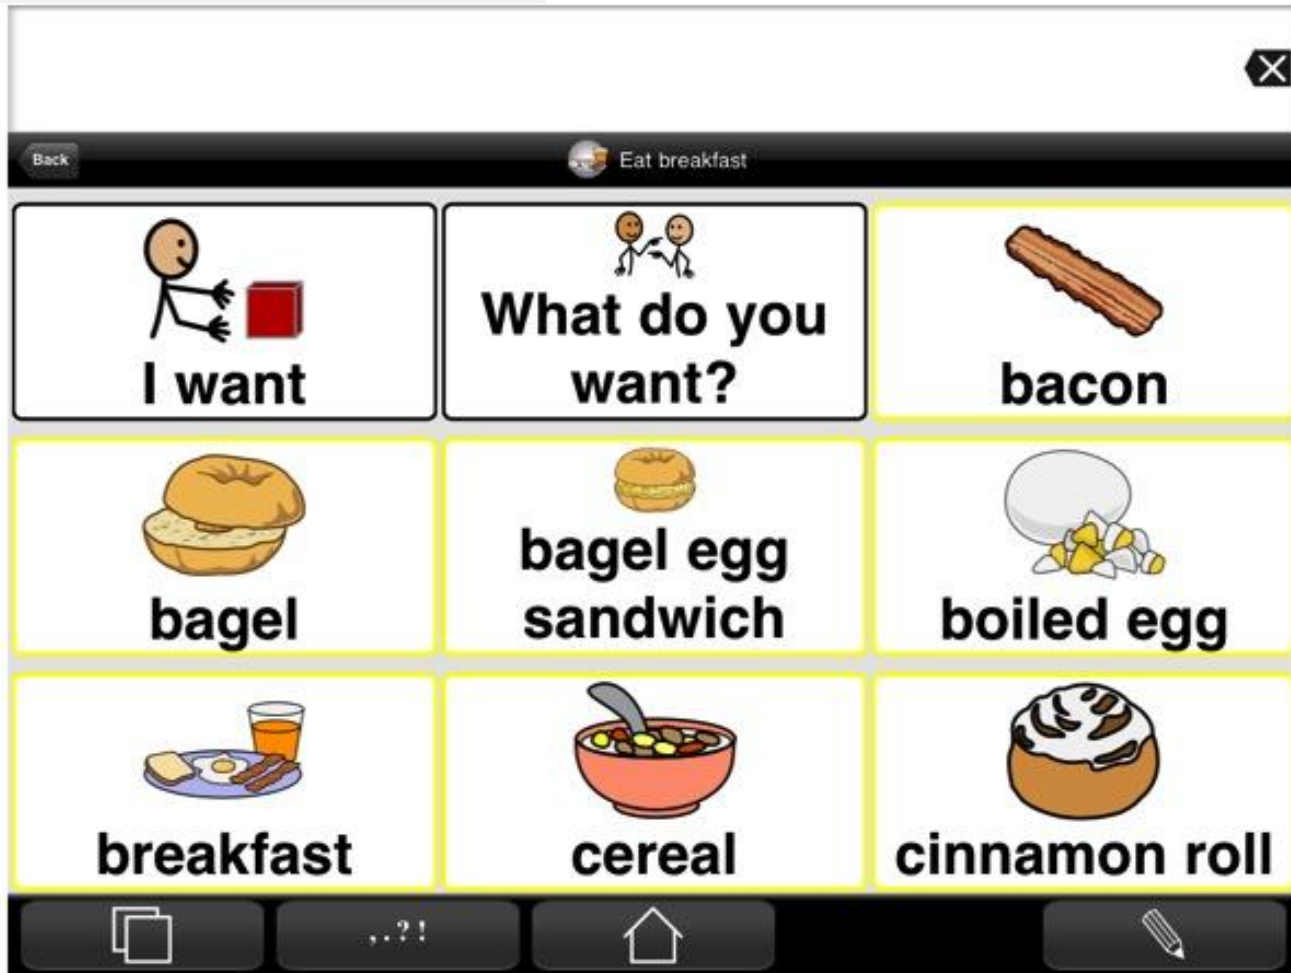 Back
Eat breakfast
I want
What do you
want?
bacon
bagel
bagel egg
sandwich
boiled egg
breakfast
cereal
cinnamon roll
,.?!